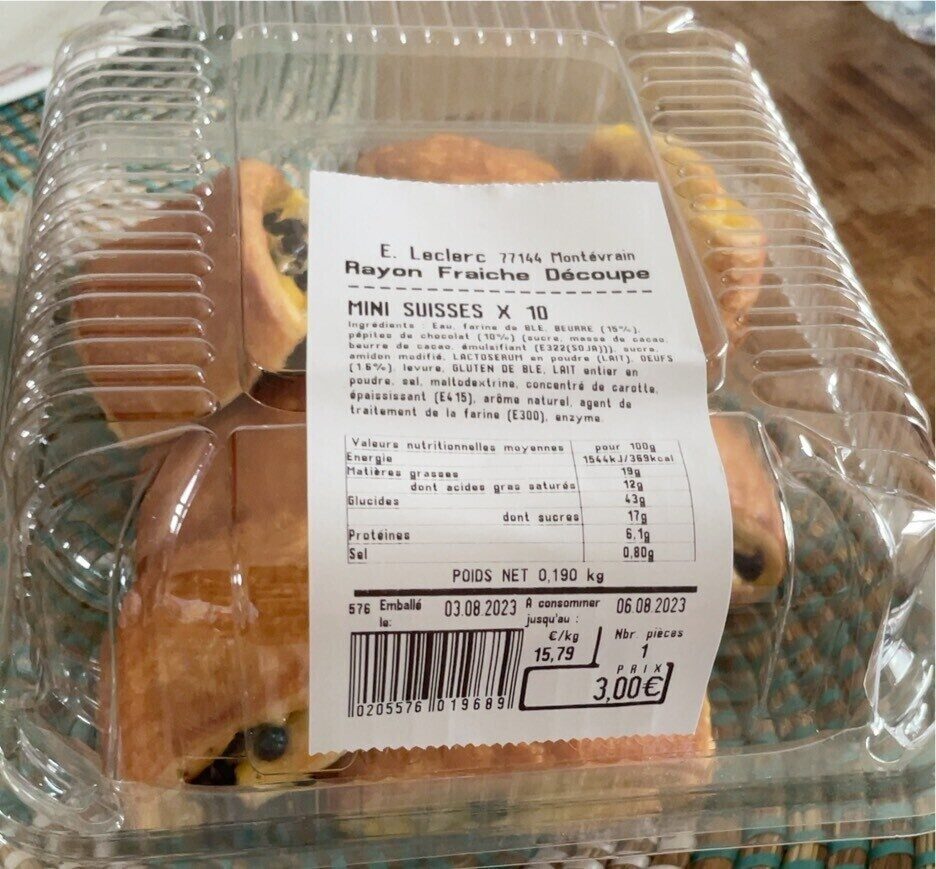 E. Leclerc 77144 Montévrain
Rayon Fraiche Découpe
MINI SUISSES X 10
Ingrédients : Eau, farine de BLE, BEURRE (15%),
pépites de chocolat (10%) (sucre, masse de cacao,
beurre de cacao, émulsifiant (E322(SOJA))), sucre,
amidon modifié, LACTOSERUM en poudre (LAIT), OEUFS
(1.6%), levure, GLUTEN DE BLE, LAIT entier en
poudre, sel, maltodextrine, concentré de carotte,
épaississant (E415), arôme naturel, agent de
traitement de la farine (E300), enzyme.
Valeurs nutritionnelles moyennes pour 100g
Energie 1544kJ/369kcal
Matières grasses 19g
dont acides gras saturés 12g
Glucides 43g
dont sucres 17g
Protéines 6,1g
Sel 0,80g
POIDS NET 0,190 kg
576 Emballé le: 03.08.2023 A consommer jusqu'au : 06.08.2023
€/kg Nbr pièces
15,79 1
PRIX
3,00€
0205576 019689